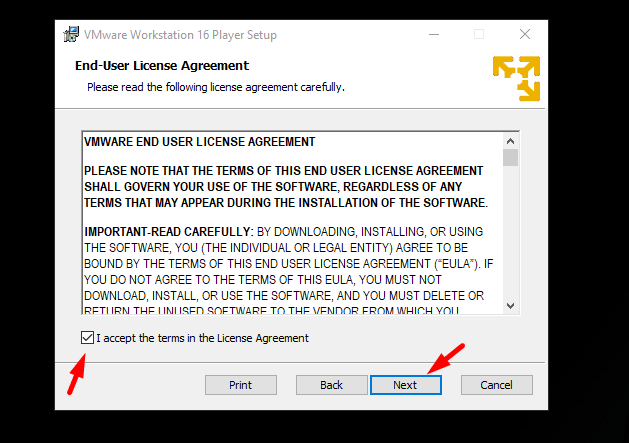 VMware Workstation 16 Player Setup
End-User License Agreement
Please read the following license agreement carefully.
VMWARE END USER LICENSE AGREEMENT
PLEASE NOTE THAT THE TERMS OF THIS END USER LICENSE AGREEMENT
SHALL GOVERN YOUR USE OF THE SOFTWARE, REGARDLESS OF ANY
TERMS THAT MAY APPEAR DURING THE INSTALLATION OF THE SOFTWARE.
IMPORTANT-READ CAREFULLY: BY DOWNLOADING, INSTALLING, OR USING
THE SOFTWARE, YOU (THE INDIVIDUAL OR LEGAL ENTITY) AGREE TO BE
BOUND BY THE TERMS OF THIS END USER LICENSE AGREEMENT (“EULA”). IF
YOU DO NOT AGREE TO THE TERMS OF THIS EULA, YOU MUST NOT
DOWNLOAD, INSTALL, OR USE THE SOFTWARE, AND YOU MUST DELETE OR
RETURN THE UNUSED SOFTWARE TO THE VENDOR FROM WHICH YOU
I accept the terms in the License Agreement
Print Back Next Cancel